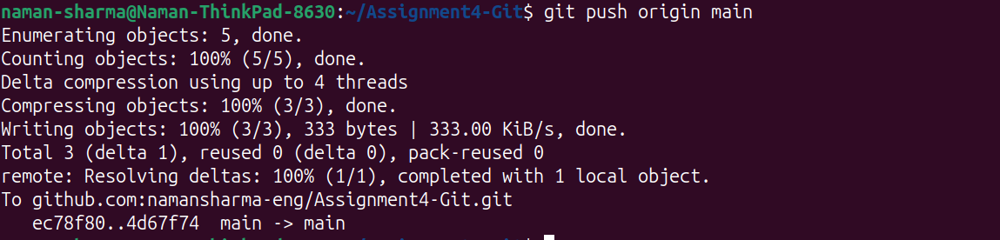 naman-sharma@Naman-ThinkPad-8630:~/Assignment4-Git$ git push origin main
Enumerating objects: 5, done.
Counting objects: 100% (5/5), done.
Delta compression using up to 4 threads
Compressing objects: 100% (3/3), done.
Writing objects: 100% (3/3), 333 bytes | 333.00 KiB/s, done.
Total 3 (delta 1), reused 0 (delta 0), pack-reused 0
remote: Resolving deltas: 100% (1/1), completed with 1 local object.
To github.com:namansharma-eng/Assignment4-Git.git
   ec78f80..4d67f74  main -> main